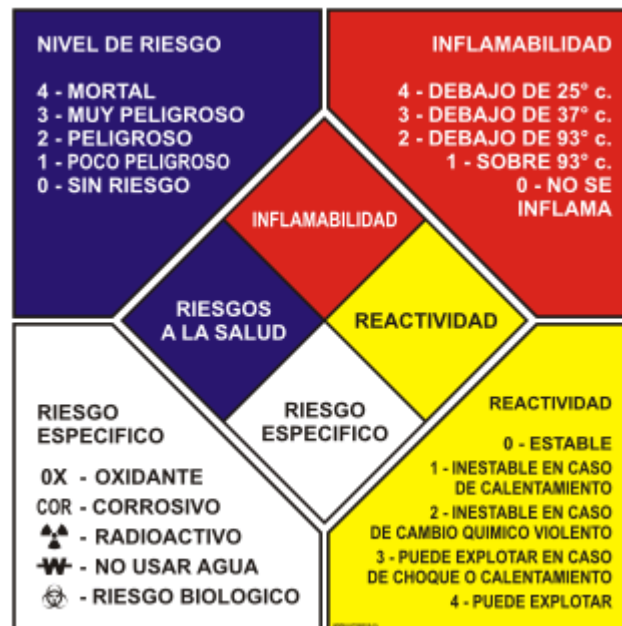 NIVEL DE RIESGO
4 - MORTAL
3 - MUY PELIGROSO
2 - PELIGROSO
1 - POCO PELIGROSO
0 - SIN RIESGO
INFLAMABILIDAD
4 - DEBAJO DE 25° c.
3 - DEBAJO DE 37° c.
2 - DEBAJO DE 93° c.
1 - SOBRE 93° c.
0 - NO SE
INFLAMA
INFLAMABILIDAD
RIESGOS
A LA SALUD
REACTIVIDAD
RIESGO
ESPECIFICO
RIESGO
ESPECIFICO
0X - OXIDANTE
COR - CORROSIVO
- RADIOACTIVO
W - NO USAR AGUA
- RIESGO BIOLOGICO
REACTIVIDAD
0 - ESTABLE
1 - INESTABLE EN CASO
DE CALENTAMIENTO
2 - INESTABLE EN CASO
DE CAMBIO QUIMICO VIOLENTO
3 - PUEDE EXPLOTAR EN CASO
DE CHOQUE O CALENTAMIENTO
4 - PUEDE EXPLOTAR